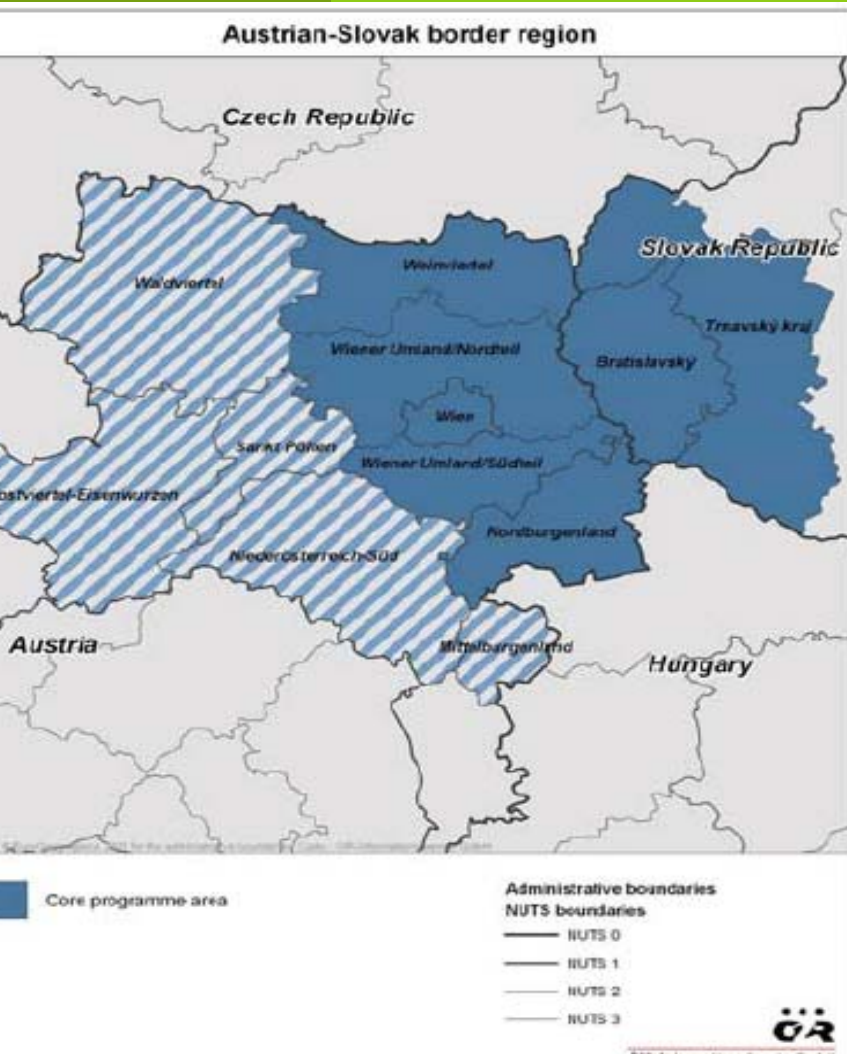 Austrian-Slovak border region
Czech Republic
Slovak Republic
Weinviertel
Waldviertel
Trnavský kraj
Wiener Umland/Nordteil
Bratislavský
Wien
Sankt Pölten
Wiener Umland/Südteil
ostviertel-Eisenwurzen
Nordburgenland
Niederösterreich-Süd
Austria
Mittelburgenland
Hungary
Core programme area
Administrative boundaries
NUTS boundaries
NUTS 0
NUTS 1
NUTS 2
NUTS 3
ÖIR